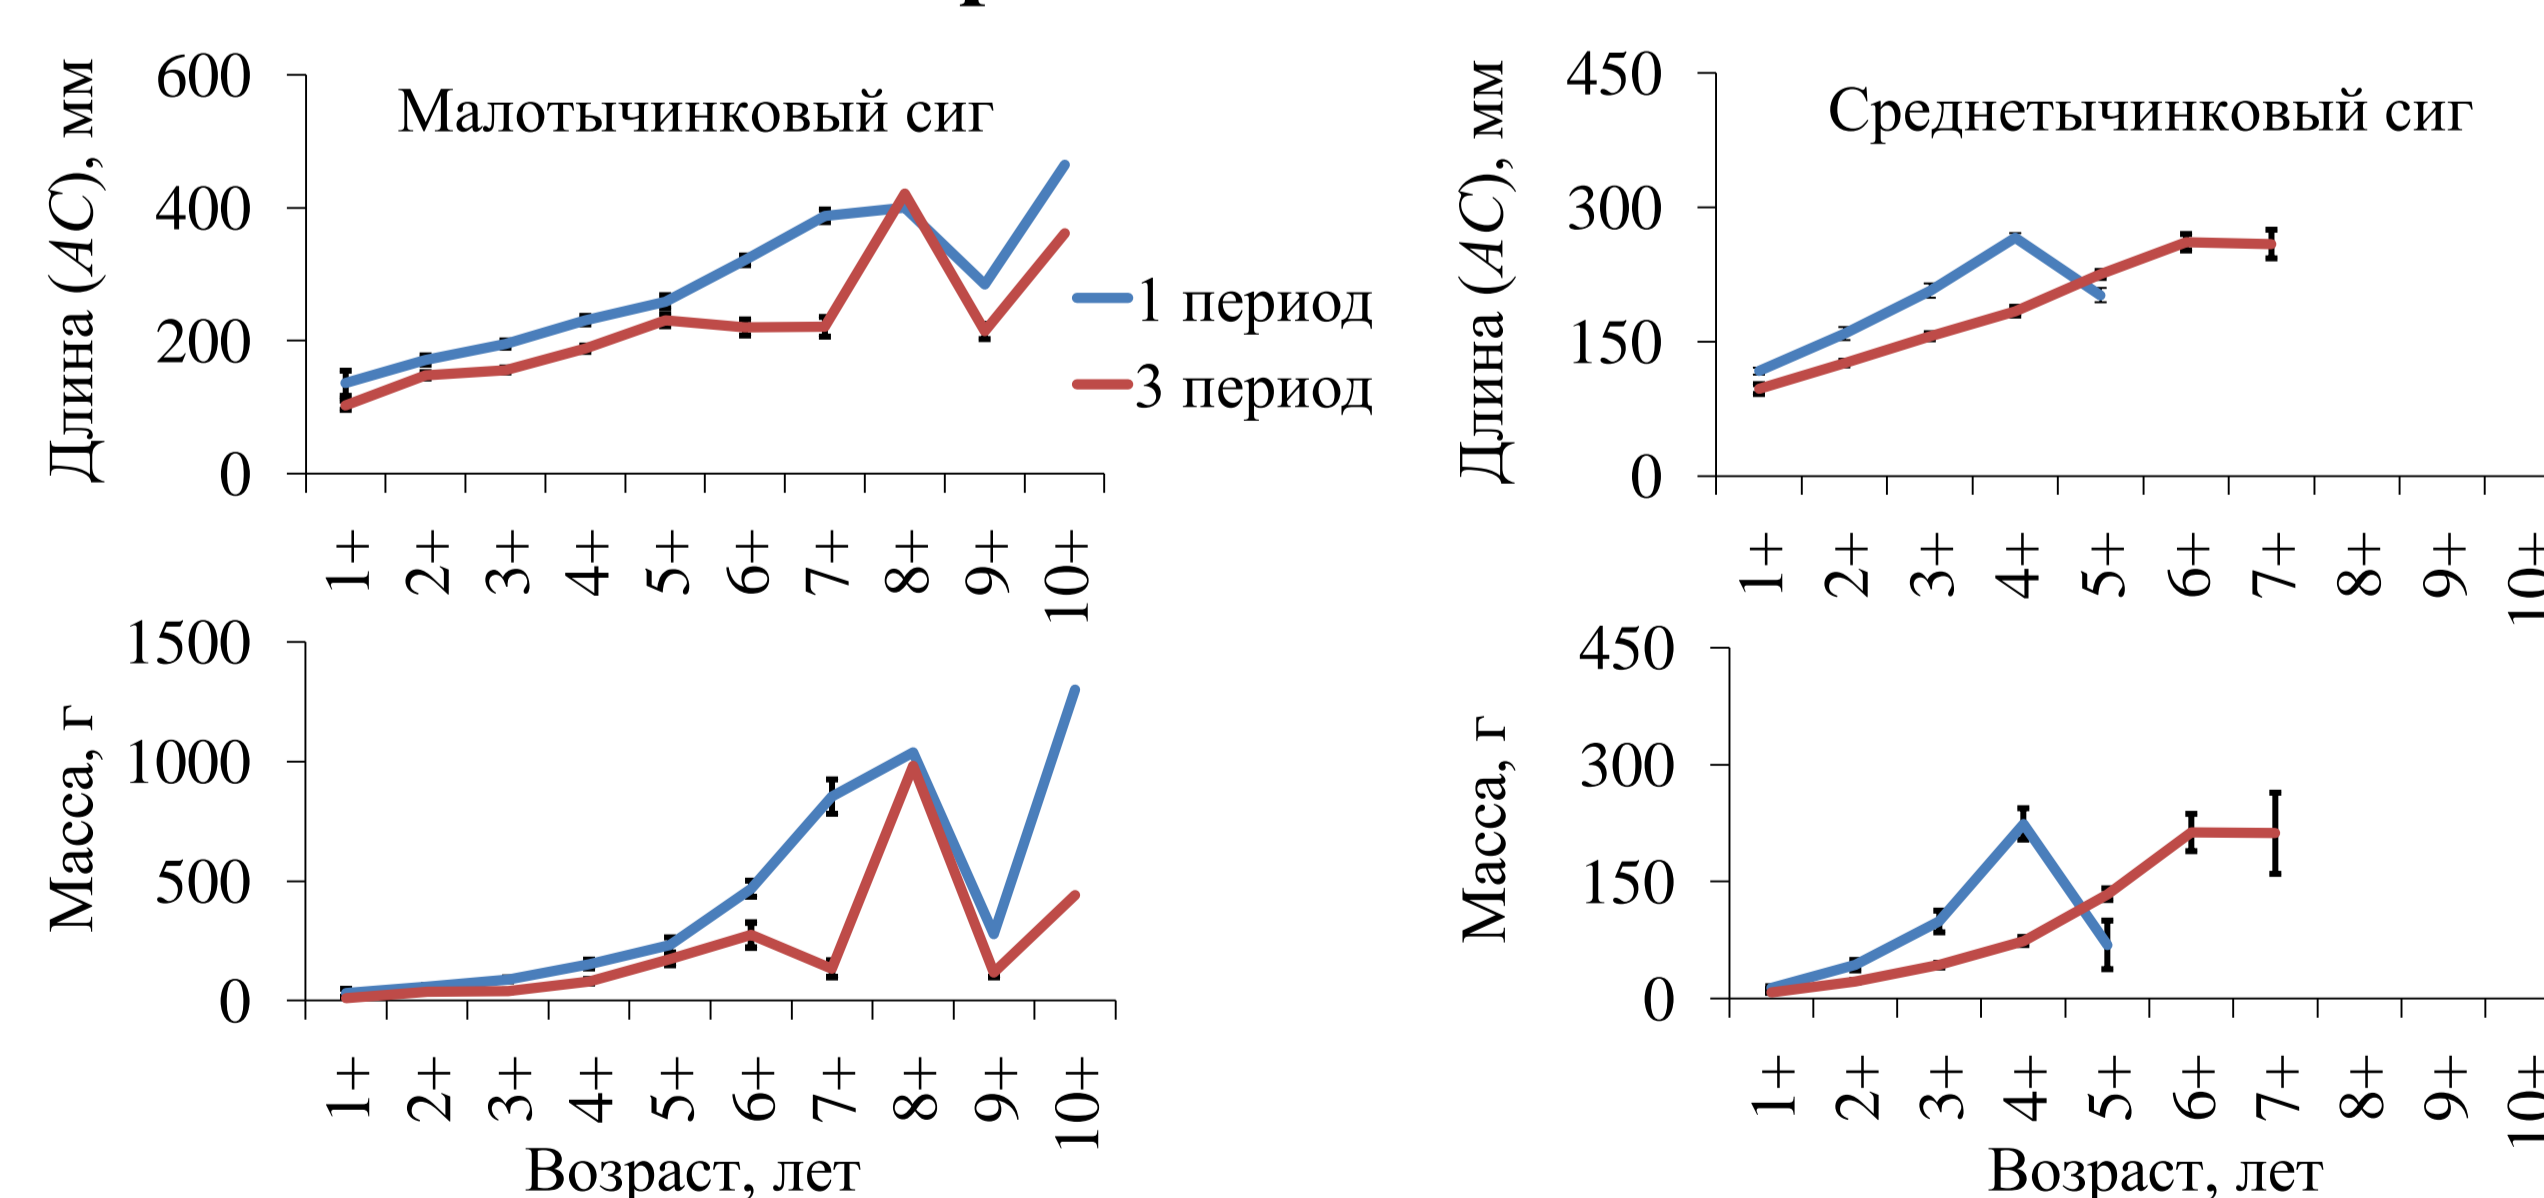 Малотычинковый сиг
Длина (AC), мм
600
400
200
0
1+ 2+ 3+ 4+ 5+ 6+ 7+ 8+ 9+ 10+
1 период
3 период
Среднетычинковый сиг
Длина (AC), мм
450
300
150
0
1+ 2+ 3+ 4+ 5+ 6+ 7+ 8+ 9+ 10+
Масса, г
1500
1000
500
0
1+ 2+ 3+ 4+ 5+ 6+ 7+ 8+ 9+ 10+
Возраст, лет
Масса, г
450
300
150
0
1+ 2+ 3+ 4+ 5+ 6+ 7+ 8+ 9+ 10+
Возраст, лет